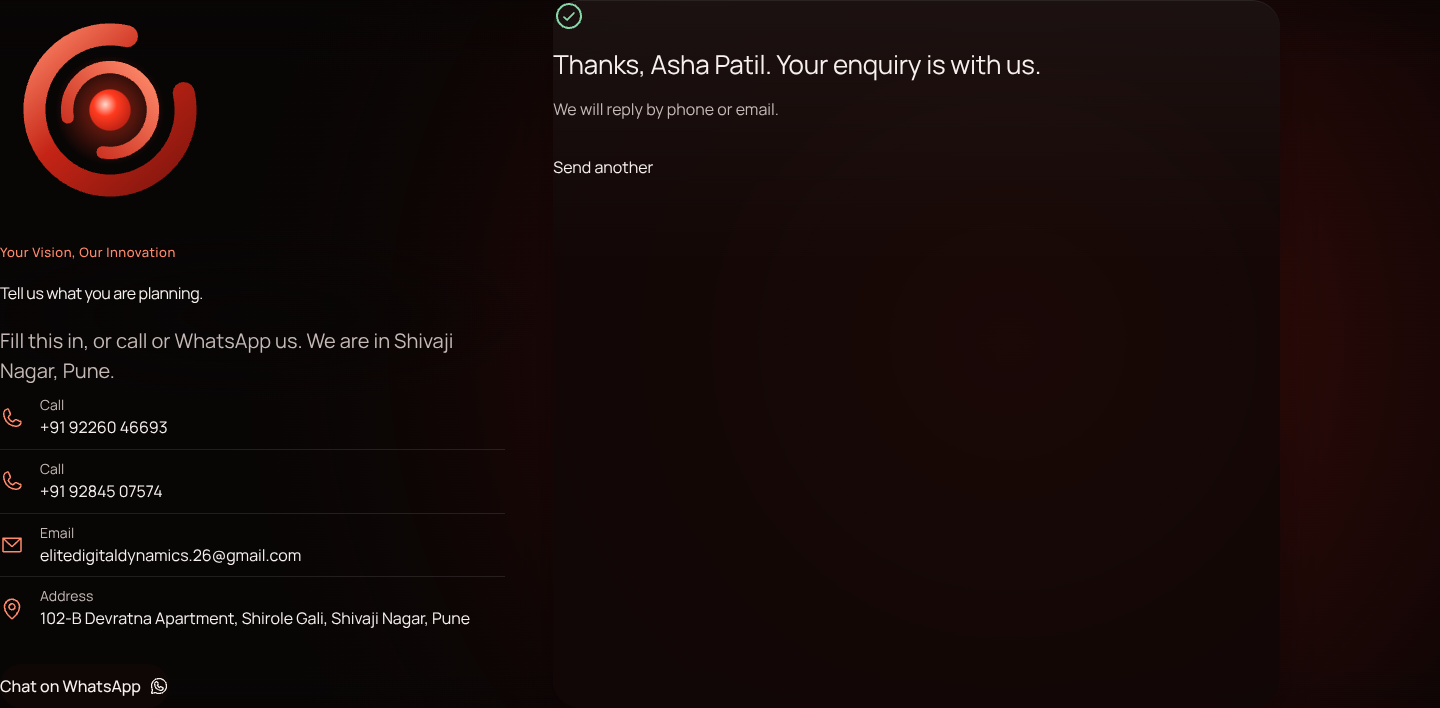 Your Vision, Our Innovation
Tell us what you are planning.
Fill this in, or call or WhatsApp us. We are in Shivaji
Nagar, Pune.
Call
+91 92260 46693
Call
+91 92845 07574
Email
elitedigitaldynamics.26@gmail.com
Address
102-B Devratna Apartment, Shirole Gali, Shivaji Nagar, Pune
Chat on WhatsApp
Thanks, Asha Patil. Your enquiry is with us.
We will reply by phone or email.
Send another